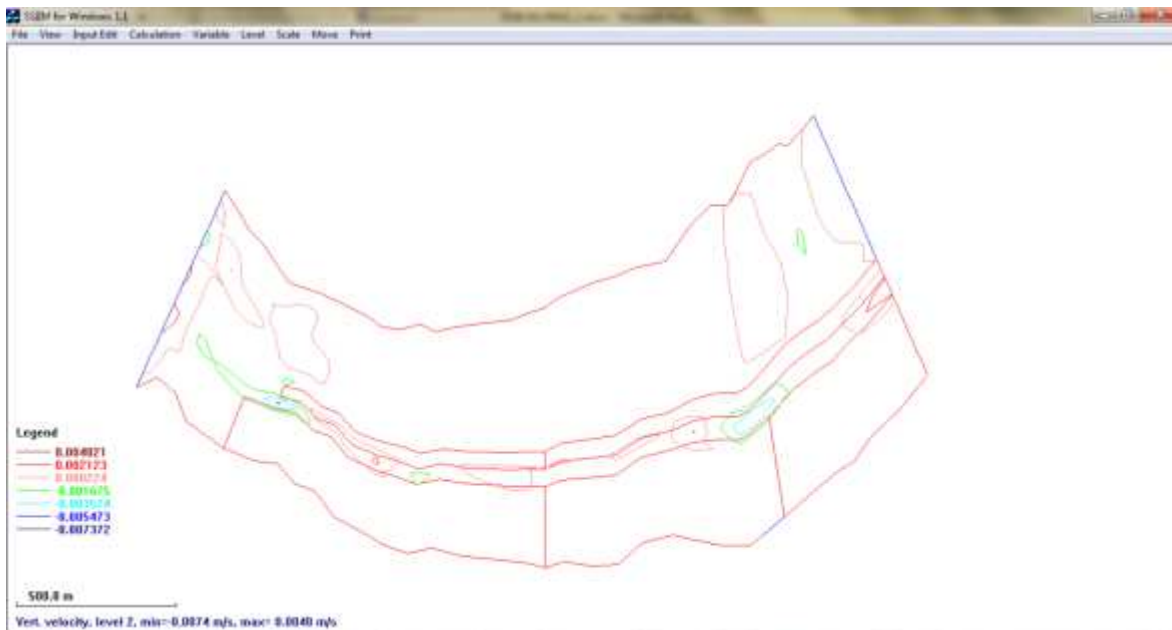 SSIIM for Windows 1.1
File View Input Edit Calculation Variable Level Scale Move Print
Legend
0.004021
0.002123
0.000224
-0.001675
-0.003574
-0.005473
-0.007372
500.0 m
Vert. velocity, level 2, min=-0.0074 m/s, max= 0.0040 m/s